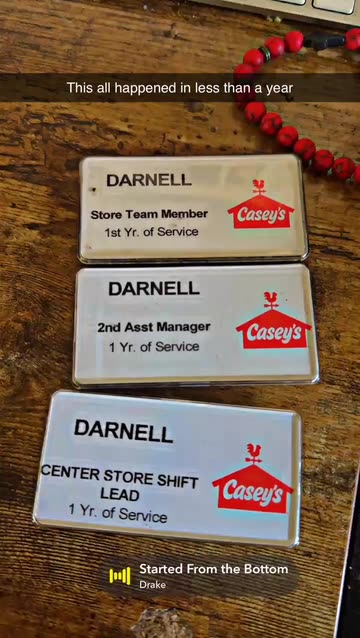 This all happened in less than a year
DARNELL
Store Team Member
1st Yr. of Service
Casey's
DARNELL
2nd Asst Manager
1 Yr. of Service
Casey's
DARNELL
CENTER STORE SHIFT
LEAD
1 Yr. of Service
Casey's
Started From the Bottom
Drake